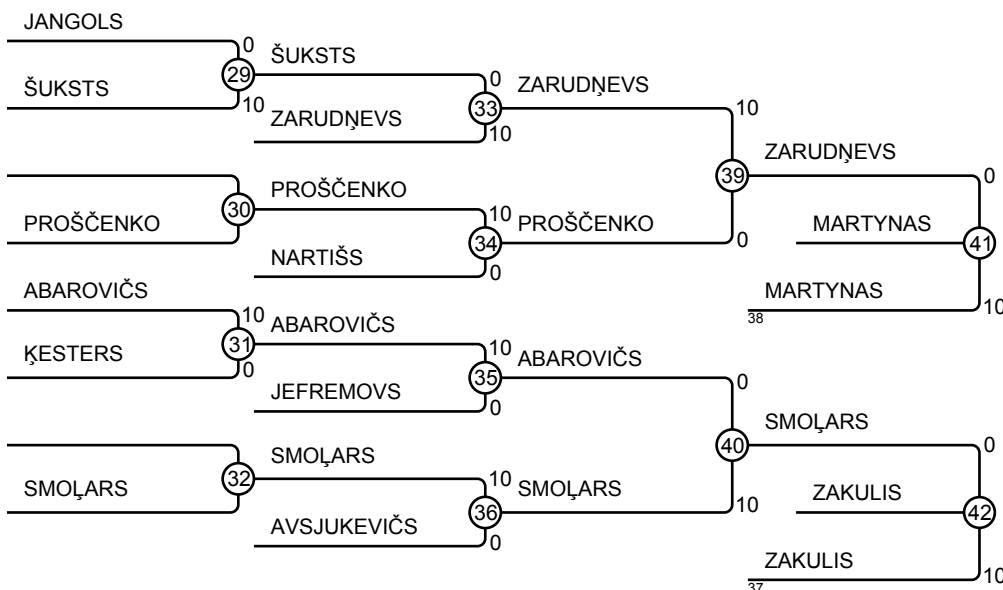 JANGOLS
0
ŠUKSTS
29
0
ZARUDŅEVS
ŠUKSTS
10
ZARUDŅEVS
33
10
10
ZARUDŅEVS
39
0
PROŠČENKO
30
PROŠČENKO
10
PROŠČENKO
34
0
MARTYNAS
41
NARTIŠS
0
ABAROVIČS
MARTYNAS
10
38
10
ABAROVIČS
31
10
ABAROVIČS
ĶESTERS
0
JEFREMOVS
35
0
0
SMOĻARS
40
0
SMOĻARS
32
SMOĻARS
10
SMOĻARS
10
ZAKULIS
36
42
AVSJUKEVIČS
0
ZAKULIS
10
37